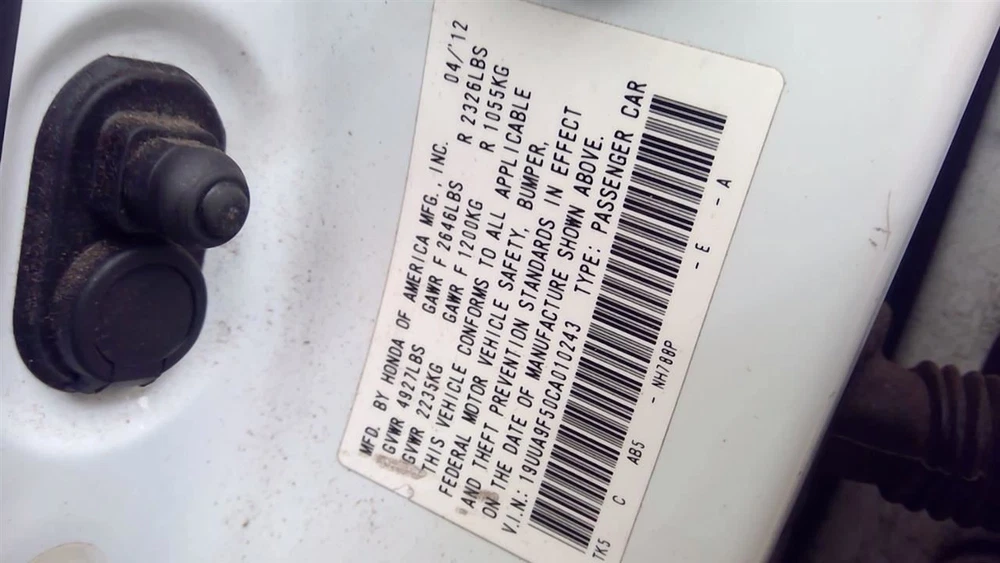 MFD. BY HONDA OF AMERICA MFG., INC. 04/'12
GVWR 4927LBS GAWR F 2646LBS R 2326LBS
GVWR 2235KG GAWR F 1200KG R 1055KG
THIS VEHICLE CONFORMS TO ALL APPLICABLE
FEDERAL MOTOR VEHICLE SAFETY, BUMPER,
AND THEFT PREVENTION STANDARDS IN EFFECT
ON THE DATE OF MANUFACTURE SHOWN ABOVE.
V.I.N.: 19UUA9F50CA010243 TYPE: PASSENGER CAR
TK5 C AB5 - NH788P - E - A